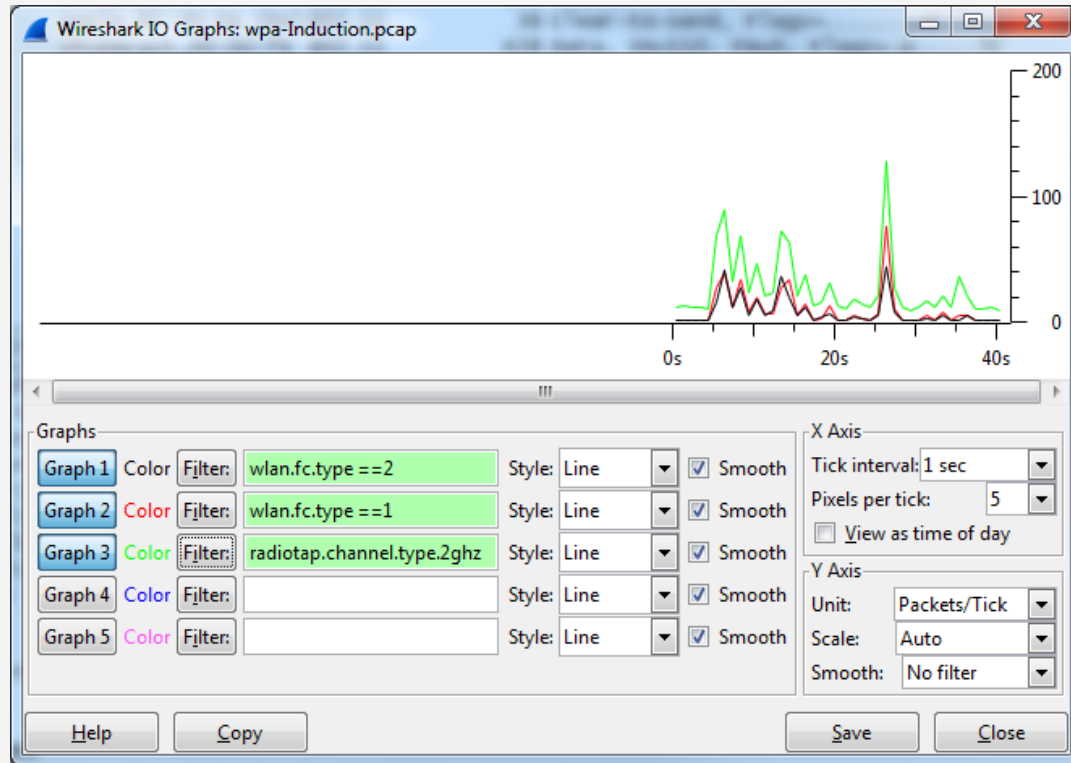 Wireshark IO Graphs: wpa-Induction.pcap
200
100
0
0s 20s 40s
Graphs
Graph 1 Color Filter: wlan.fc.type ==2 Style: Line Smooth
Graph 2 Color Filter: wlan.fc.type ==1 Style: Line Smooth
Graph 3 Color Filter: radiotap.channel.type.2ghz Style: Line Smooth
Graph 4 Color Filter: Style: Line Smooth
Graph 5 Color Filter: Style: Line Smooth
X Axis
Tick interval: 1 sec
Pixels per tick: 5
View as time of day
Y Axis
Unit: Packets/Tick
Scale: Auto
Smooth: No filter
Help Copy Save Close